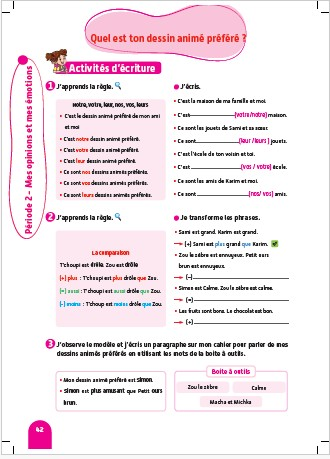 Quel est ton dessin animé préféré ?
Période 2 - Mes opinions et mes émotions
Activités d'écriture
1 J'apprends la règle.
Notre, votre, leur, nos, vos, leurs
• C'est le dessin animé préféré de mon ami
et moi
• C'est notre dessin animé préféré.
• C'est votre dessin animé préféré.
• C'est leur dessin animé préféré.
• Ce sont nos dessins animés préférés.
• Ce sont vos dessins animés préférés.
• Ce sont leurs dessins animés préférés.
J'écris.
• C'est la maison de ma famille et moi.
• C'est (votre/notre) maison.
• Ce sont les jouets de Sami et sa sœur.
• Ce sont (leur /leurs ) jouets.
• C'est l'école de ton voisin et toi.
• C'est (vos / votre) école.
• Ce sont les amis de Karim et moi.
• Ce sont (nos/ vos) amis.
2 J'apprends la règle.
La comparaison
T'choupi est drôle. Zou est drôle
(+) plus : T'choupi est plus drôle que Zou.
(=) aussi : T'choupi est aussi drôle que Zou.
(-) moins : T'choupi est moins drôle que Zou.
Je transforme les phrases.
• Sami est grand. Karim est grand.
(+) Sami est plus grand que Karim.
• Zou le zèbre est ennuyeux. Petit ours
brun est ennuyeux.
(-)
• Simon est Calme. Zou le zèbre est calme.
(=)
• Les fruits sont bons. Le chocolat est bon.
(+)
3 J'observe le modèle et j'écris un paragraphe sur mon cahier pour parler de mes
dessins animés préférés en utilisant les mots de la boîte à outils.
• Mon dessin animé préféré est Simon.
• Simon est plus amusant que Petit ours
brun.
Boîte à outils
Zou le zèbre
Calme
Macha et Michka
42